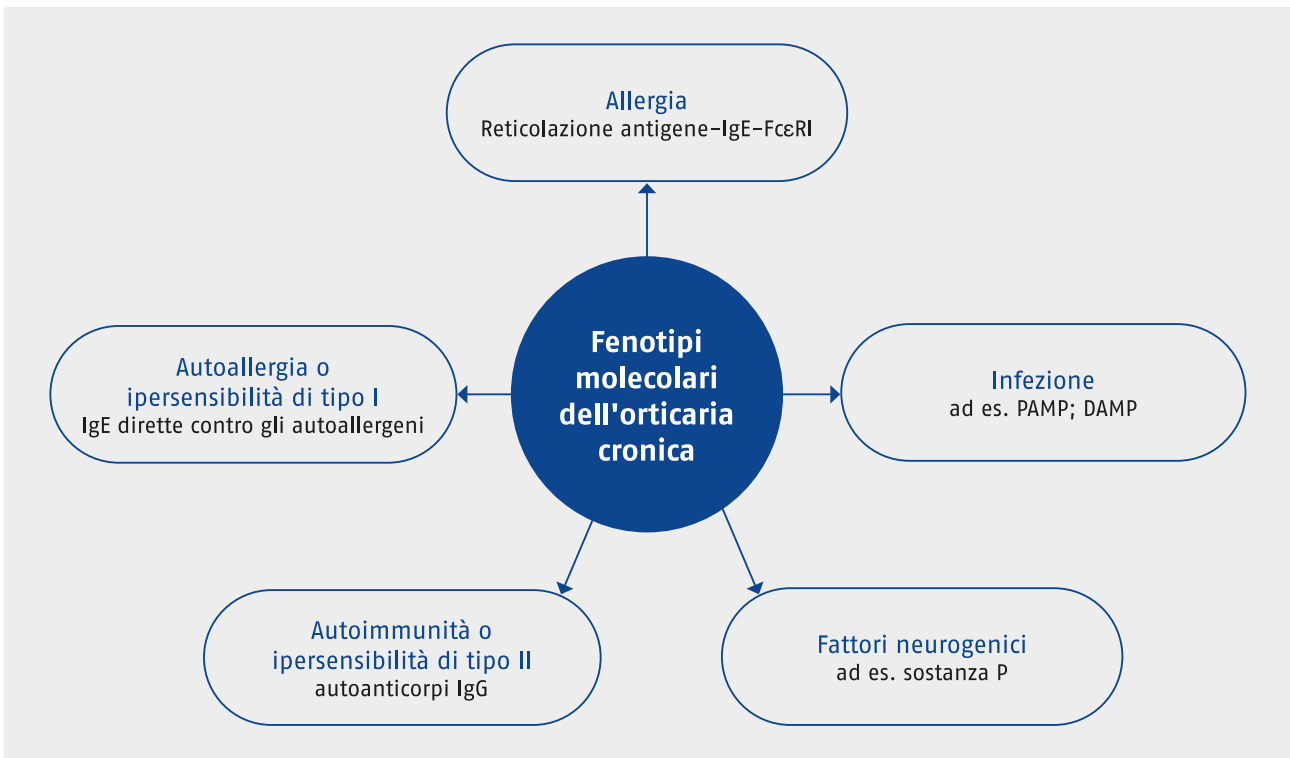 Allergia
Reticolazione antigene–IgE–FcεRI
Autoallergia o
ipersensibilità di tipo I
IgE dirette contro gli autoallergeni
Fenotipi
molecolari
dell'orticaria
cronica
Infezione
ad es. PAMP; DAMP
Autoimmunità o
ipersensibilità di tipo II
autoanticorpi IgG
Fattori neurogenici
ad es. sostanza P